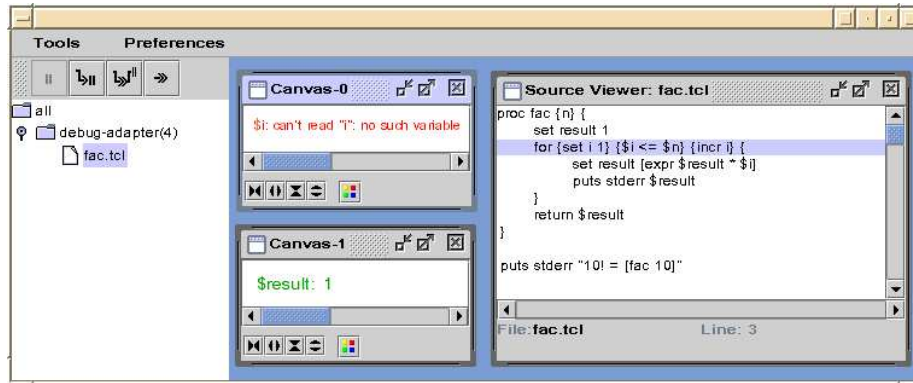 Tools Preferences
all
debug-adapter(4)
fac.tcl
Canvas-0
$i: can't read "i": no such variable
Canvas-1
$result: 1
Source Viewer: fac.tcl
proc fac {n} {
set result 1
for {set i 1} {$i <= $n} {incr i} {
set result [expr $result * $i]
puts stderr $result
}
return $result
}
puts stderr "10! = [fac 10]"
File:fac.tcl Line: 3